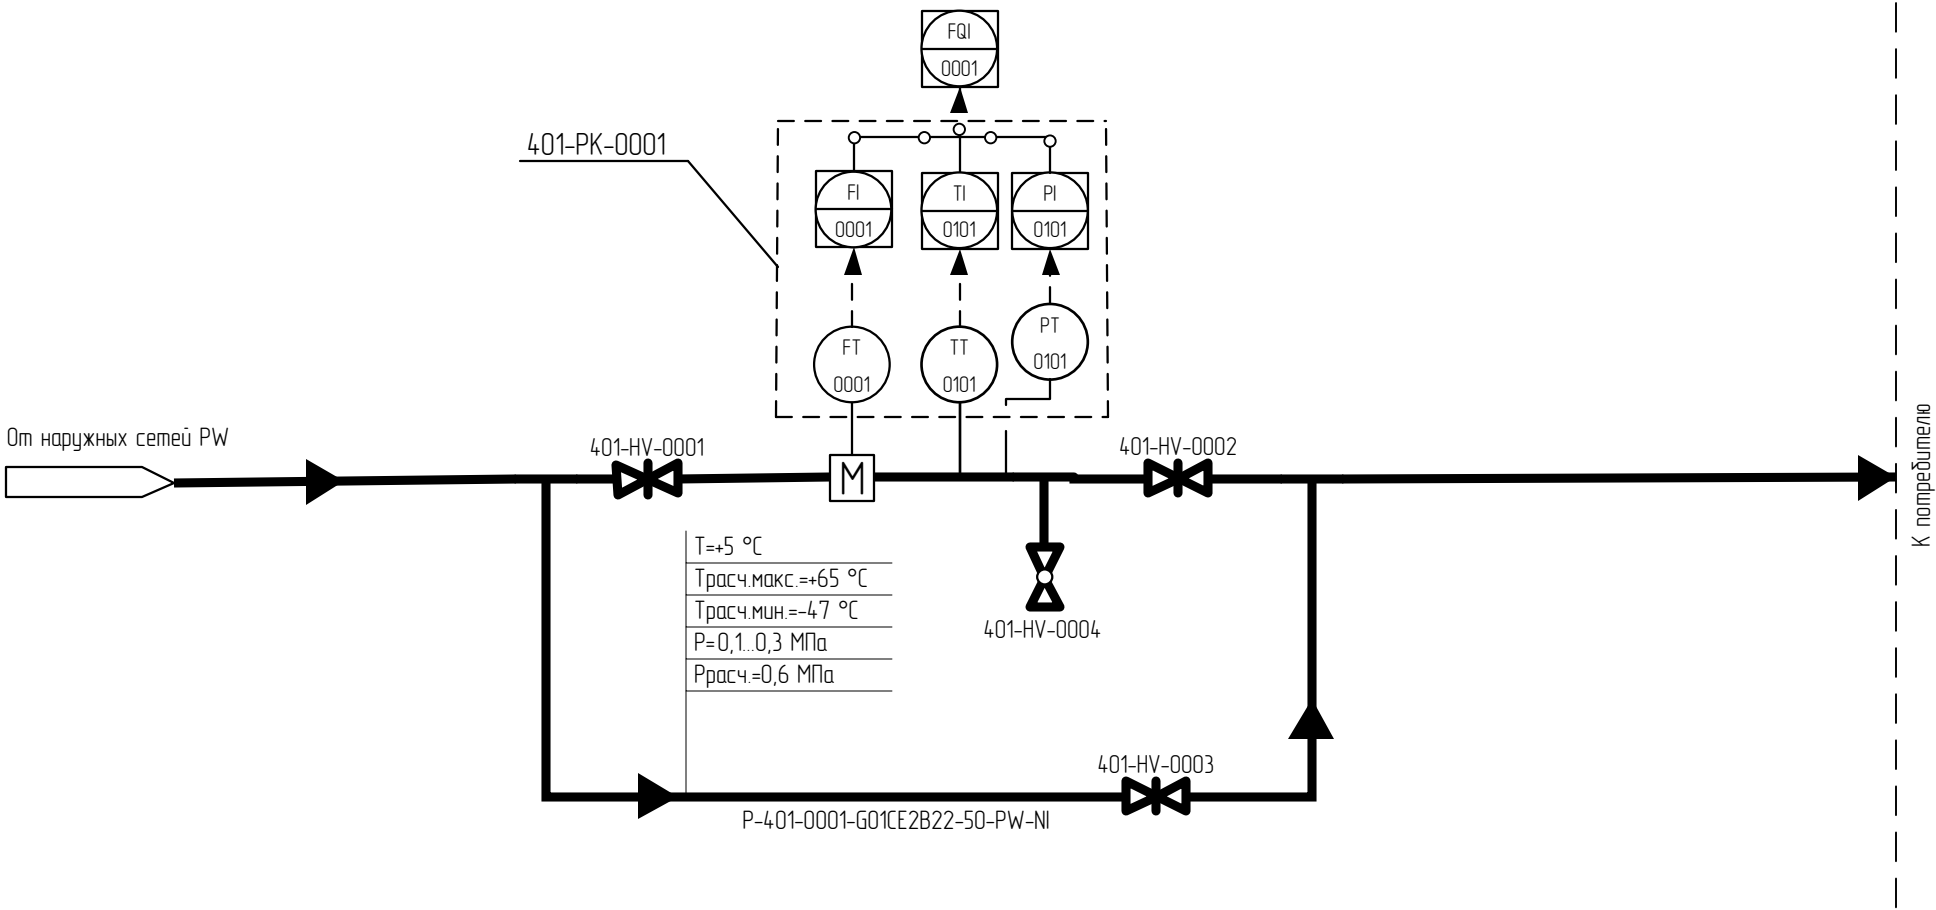 FQI
0001
401-PK-0001
FI
0001
TI
0101
PI
0101
FT
0001
TT
0101
PT
0101
От наружных сетей PW
401-HV-0001
M
401-HV-0002
К потребителю
T=+5 °C
Tрасч.макс.=+65 °C
Tрасч.мин.=-47 °C
P=0,1...0,3 МПа
Pрасч.=0,6 МПа
401-HV-0004
401-HV-0003
P-401-0001-G01CE2B22-50-PW-NI